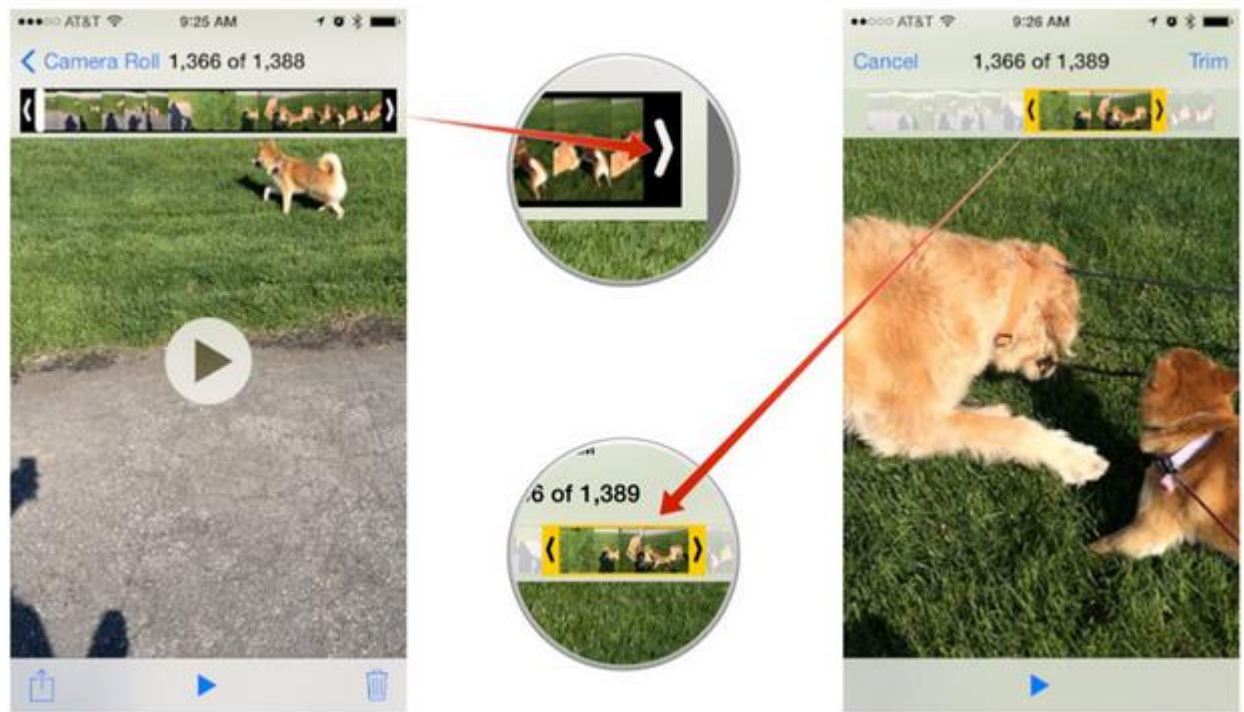 AT&T 9:25 AM
Camera Roll 1,366 of 1,388
6 of 1,389
AT&T 9:26 AM
Cancel 1,366 of 1,389 Trim